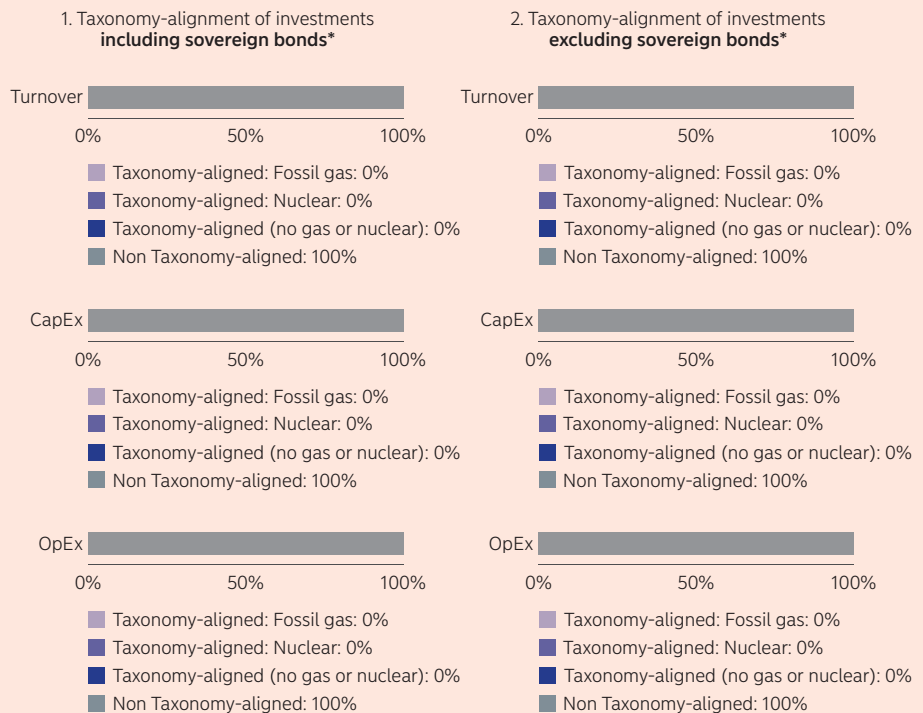 1. Taxonomy-alignment of investments
including sovereign bonds*
Turnover
0% 50% 100%
Taxonomy-aligned: Fossil gas: 0%
Taxonomy-aligned: Nuclear: 0%
Taxonomy-aligned (no gas or nuclear): 0%
Non Taxonomy-aligned: 100%
CapEx
0% 50% 100%
Taxonomy-aligned: Fossil gas: 0%
Taxonomy-aligned: Nuclear: 0%
Taxonomy-aligned (no gas or nuclear): 0%
Non Taxonomy-aligned: 100%
OpEx
0% 50% 100%
Taxonomy-aligned: Fossil gas: 0%
Taxonomy-aligned: Nuclear: 0%
Taxonomy-aligned (no gas or nuclear): 0%
Non Taxonomy-aligned: 100%
2. Taxonomy-alignment of investments
excluding sovereign bonds*
Turnover
0% 50% 100%
Taxonomy-aligned: Fossil gas: 0%
Taxonomy-aligned: Nuclear: 0%
Taxonomy-aligned (no gas or nuclear): 0%
Non Taxonomy-aligned: 100%
CapEx
0% 50% 100%
Taxonomy-aligned: Fossil gas: 0%
Taxonomy-aligned: Nuclear: 0%
Taxonomy-aligned (no gas or nuclear): 0%
Non Taxonomy-aligned: 100%
OpEx
0% 50% 100%
Taxonomy-aligned: Fossil gas: 0%
Taxonomy-aligned: Nuclear: 0%
Taxonomy-aligned (no gas or nuclear): 0%
Non Taxonomy-aligned: 100%